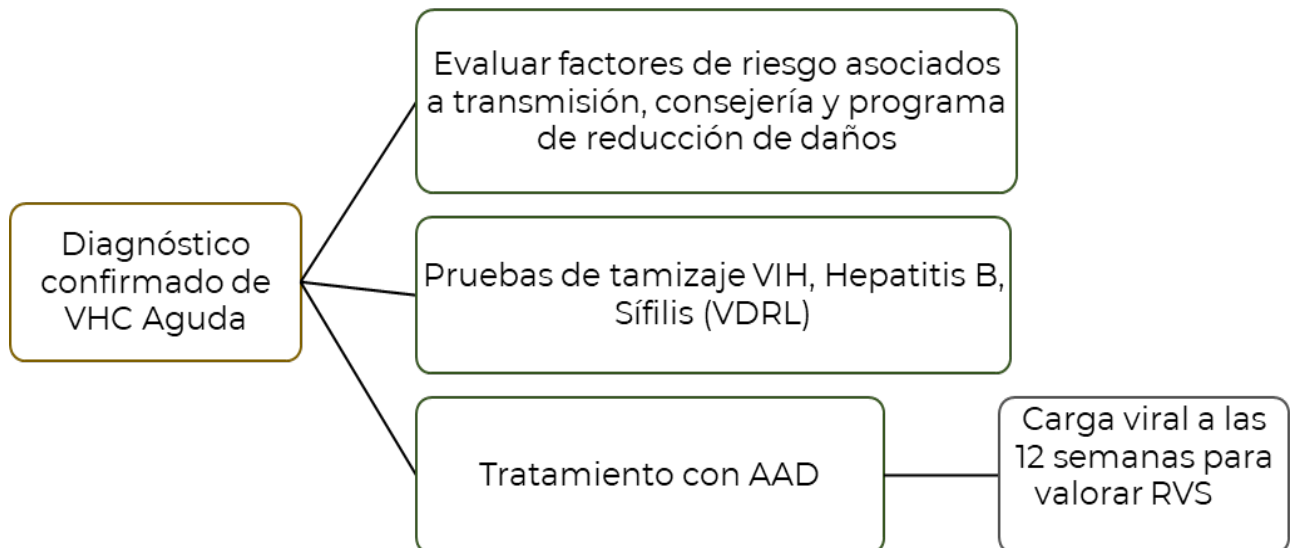 Evaluar factores de riesgo asociados
a transmisión, consejería y programa
de reducción de daños
Diagnóstico
confirmado de
VHC Aguda
Pruebas de tamizaje VIH, Hepatitis B,
Sífilis (VDRL)
Tratamiento con AAD
Carga viral a las
12 semanas para
valorar RVS